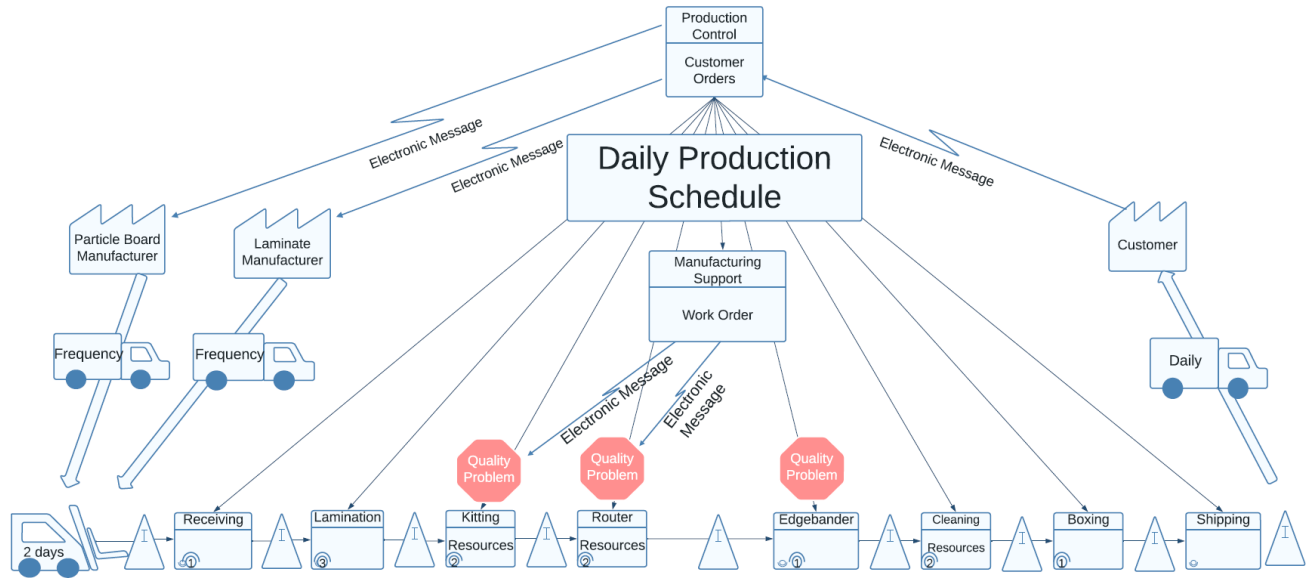 Production
Control
Customer
Orders
Electronic Message
Electronic Message
Electronic Message
Daily Production
Schedule
Particle Board
Manufacturer
Laminate
Manufacturer
Customer
Manufacturing
Support
Work Order
Frequency
Frequency
Daily
Electronic Message
Electronic
Message
Quality
Problem
Quality
Problem
Quality
Problem
2 days
I
Receiving
1
I
Lamination
3
I
Kitting
Resources
2
I
Router
Resources
2
I
Edgebander
1
I
Cleaning
Resources
2
I
Boxing
1
I
Shipping
I